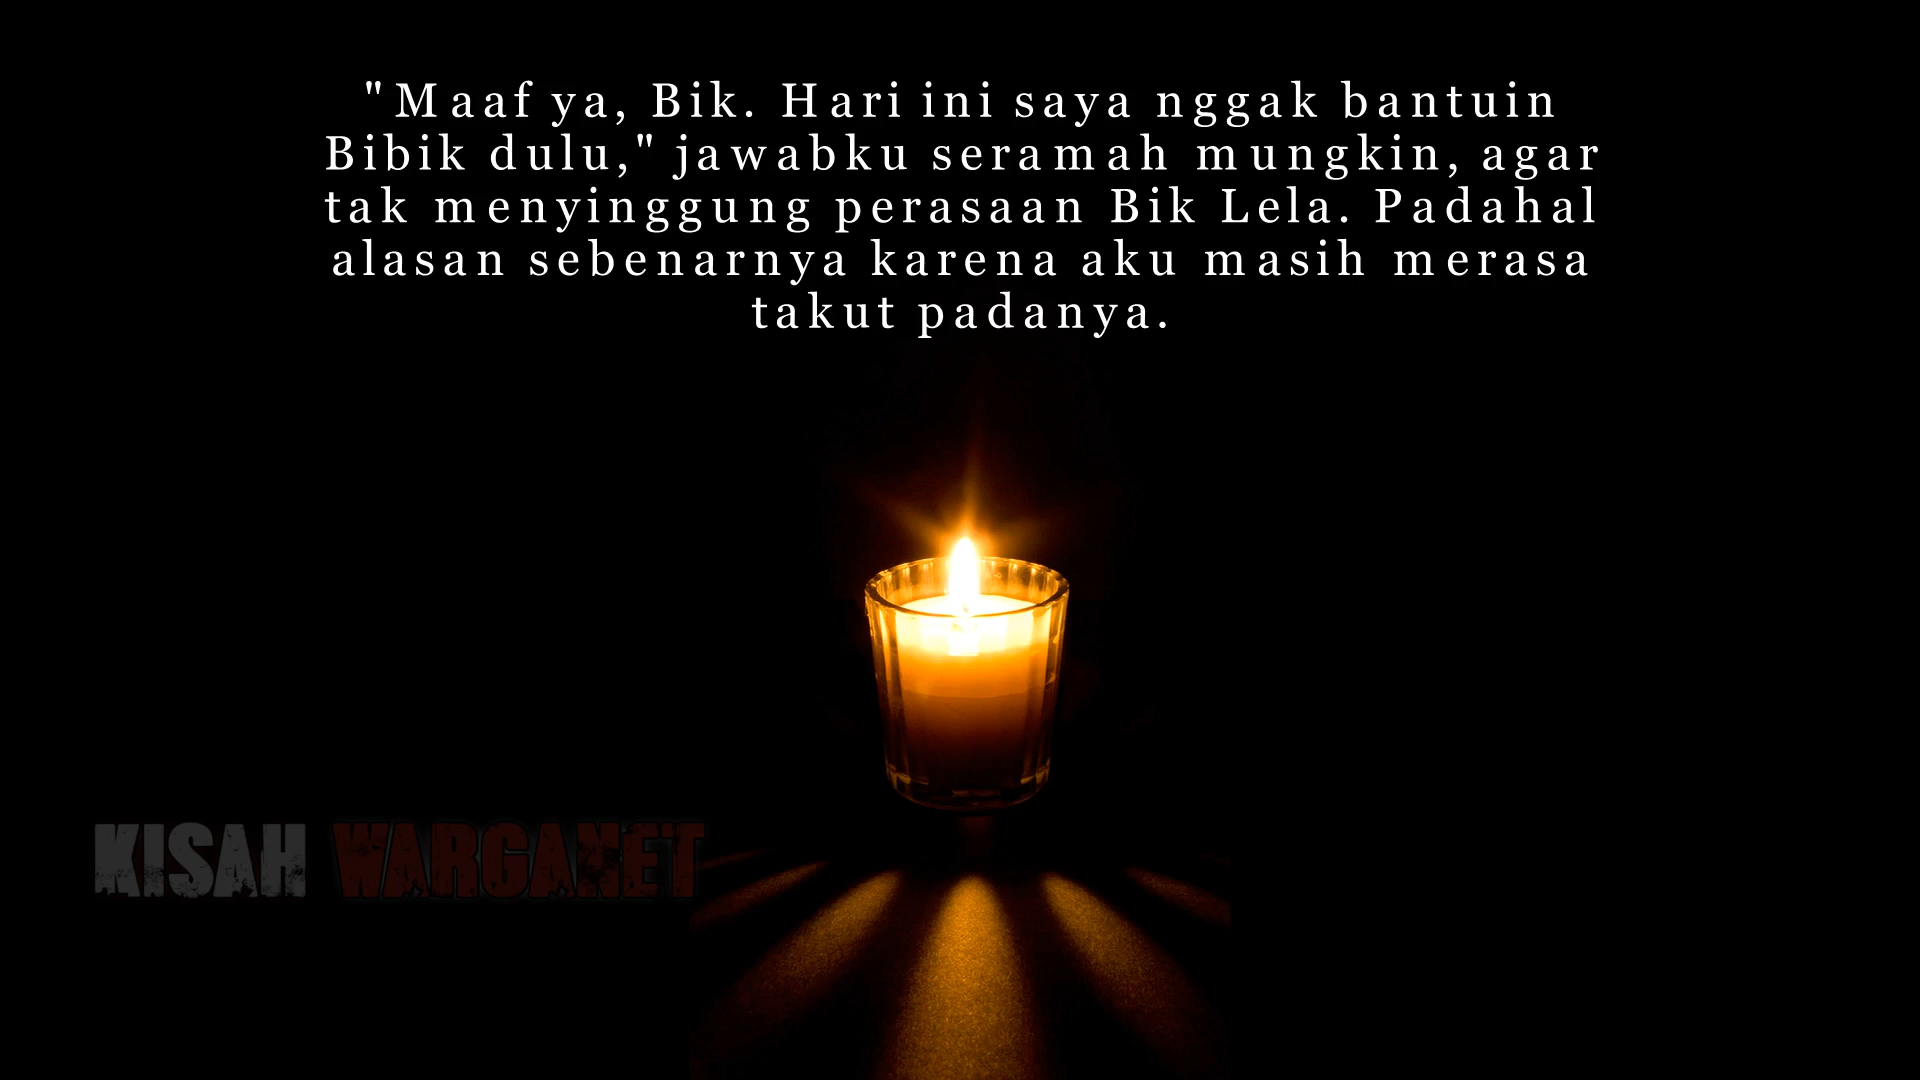 "Maaf ya, Bik. Hari ini saya nggak bantuin
Bibik dulu," jawabku seramah mungkin, agar
tak menyinggung perasaan Bik Lela. Padahal
alasan sebenarnya karena aku masih merasa
takut padanya.
KISAH WARGANET